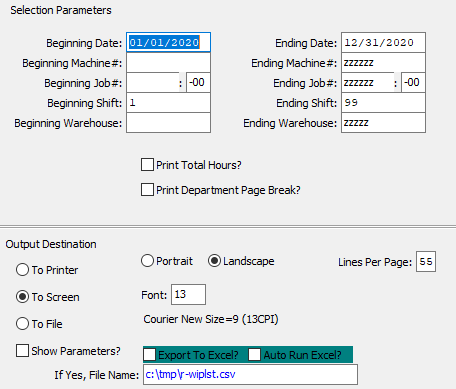 Selection Parameters
Beginning Date: 01/01/2020 Ending Date: 12/31/2020
Beginning Machine#: Ending Machine#: zzzzzz
Beginning Job#: : -00 Ending Job#: zzzzzz : -00
Beginning Shift: 1 Ending Shift: 99
Beginning Warehouse: Ending Warehouse: zzzzz
Print Total Hours?
Print Department Page Break?
Output Destination
To Printer Portrait Landscape Lines Per Page: 55
To Screen Font: 13
To File Courier New Size=9 (13CPI)
Show Parameters? Export To Excel? Auto Run Excel?
If Yes, File Name: c:\tmp\r-wiplst.csv